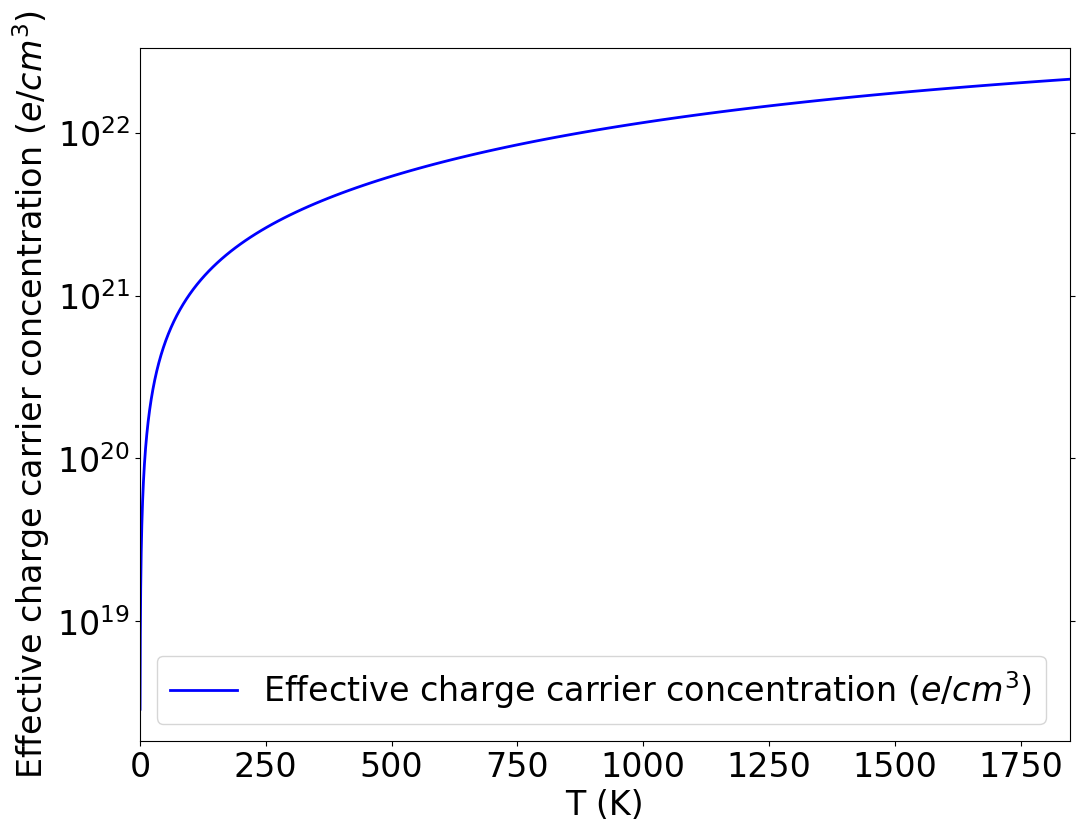 Effective charge carrier concentration (e/cm³)
10²²
10²¹
10²⁰
10¹⁹
Effective charge carrier concentration (e/cm³)
0 250 500 750 1000 1250 1500 1750
T (K)